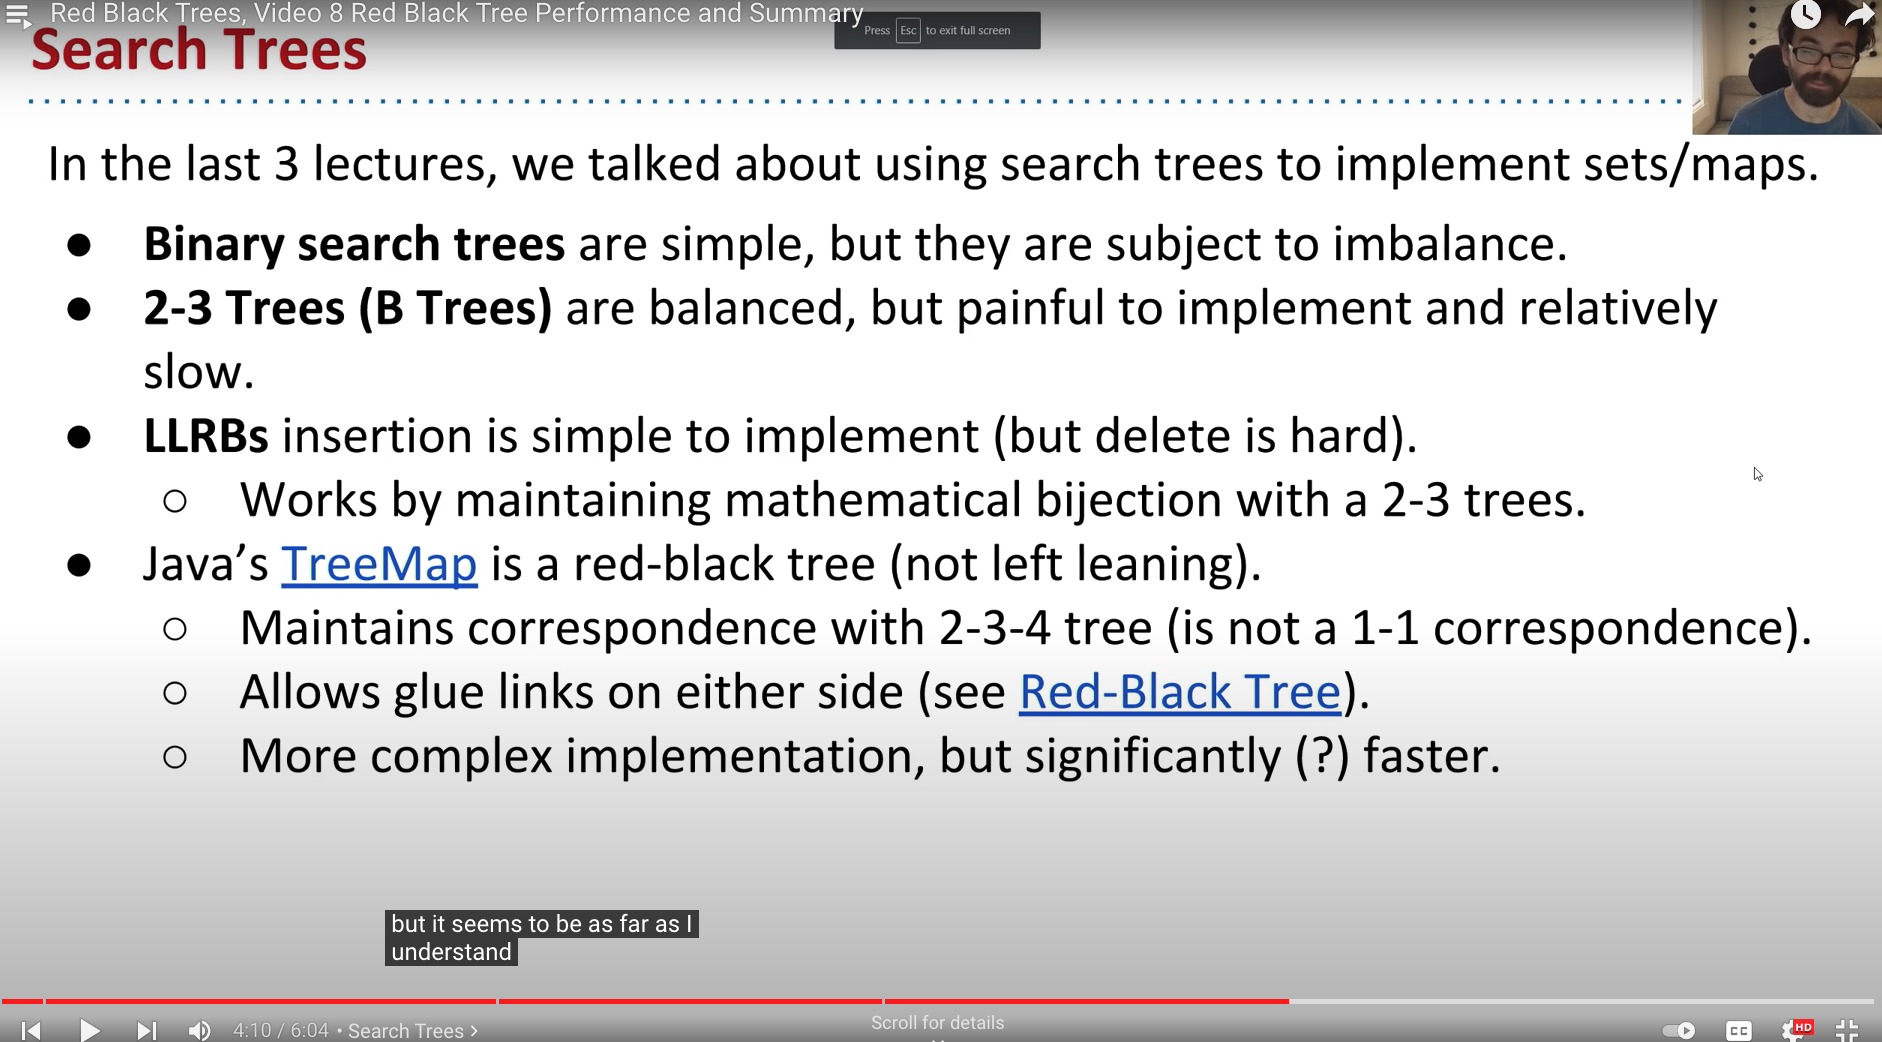 Red Black Trees, Video 8 Red Black Tree Performance and Summary
Press Esc to exit full screen
Search Trees
In the last 3 lectures, we talked about using search trees to implement sets/maps.
● Binary search trees are simple, but they are subject to imbalance.
● 2-3 Trees (B Trees) are balanced, but painful to implement and relatively
slow.
● LLRBs insertion is simple to implement (but delete is hard).
○ Works by maintaining mathematical bijection with a 2-3 trees.
● Java’s TreeMap is a red-black tree (not left leaning).
○ Maintains correspondence with 2-3-4 tree (is not a 1-1 correspondence).
○ Allows glue links on either side (see Red-Black Tree).
○ More complex implementation, but significantly (?) faster.
but it seems to be as far as I
understand
4:10 / 6:04 • Search Trees ›
Scroll for details
CC
HD